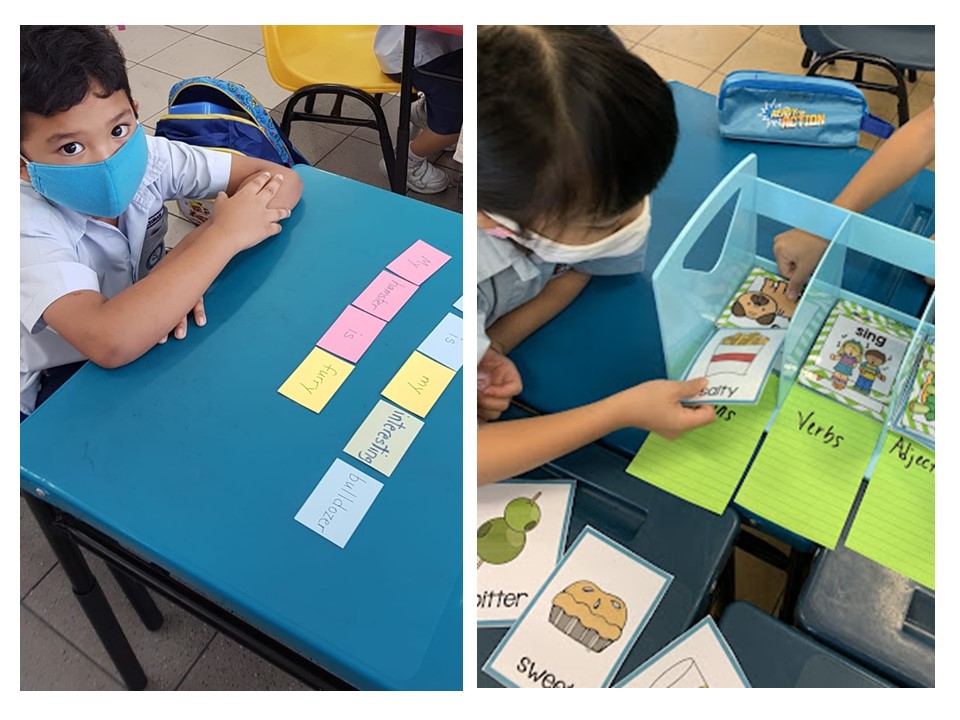 My
hamster
is
furry
is
my
interesting
bulldozer
READY
ACTION
sing
salty
Verbs
bitter